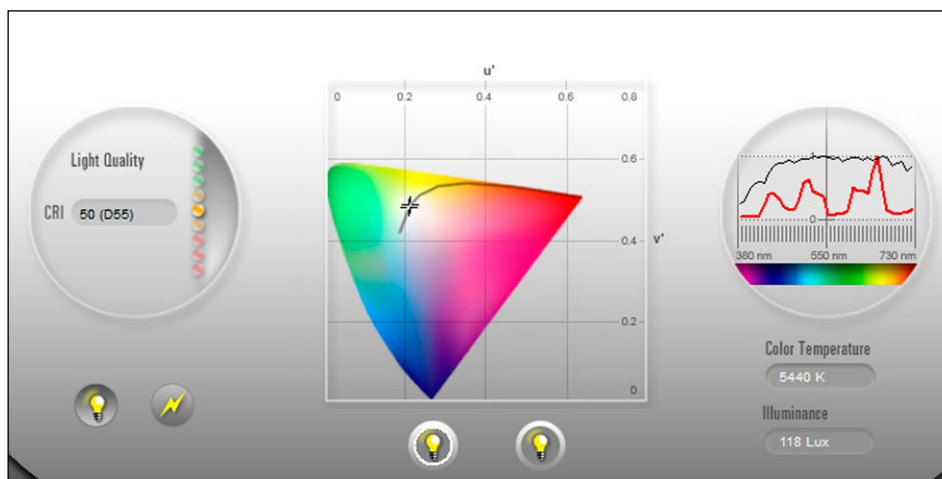 Light Quality
CRI 50 (D55)
u'
0 0.2 0.4 0.6 0.8
0.6
0.4
v'
0.2
0
1
0
380 nm 550 nm 730 nm
Color Temperature
5440 K
Illuminance
118 Lux